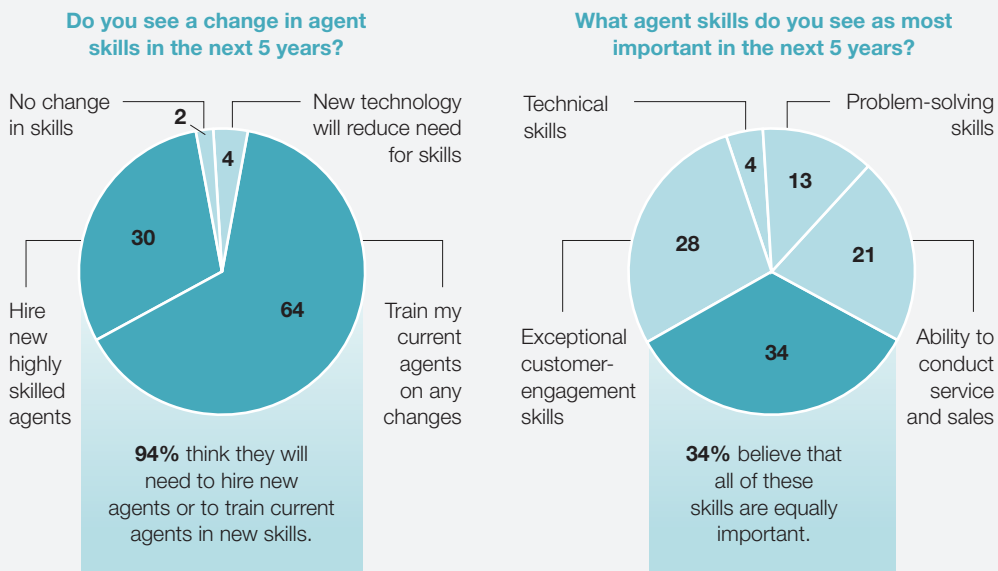 Do you see a change in agent
skills in the next 5 years?
No change
in skills
2
4
New technology
will reduce need
for skills
30
64
Hire
new
highly
skilled
agents
Train my
current
agents
on any
changes
94% think they will
need to hire new
agents or to train current
agents in new skills.
What agent skills do you see as most
important in the next 5 years?
Technical
skills
4
13
Problem-solving
skills
28
21
Exceptional
customer-
engagement
skills
34
Ability to
conduct
service
and sales
34% believe that
all of these
skills are equally
important.